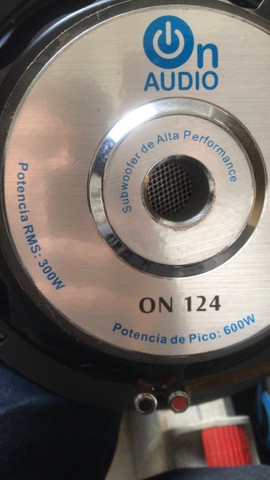 On
AUDIO
Subwoofer de Alta Performance
Potencia RMS: 300W
ON 124
Potencia de Pico: 600W